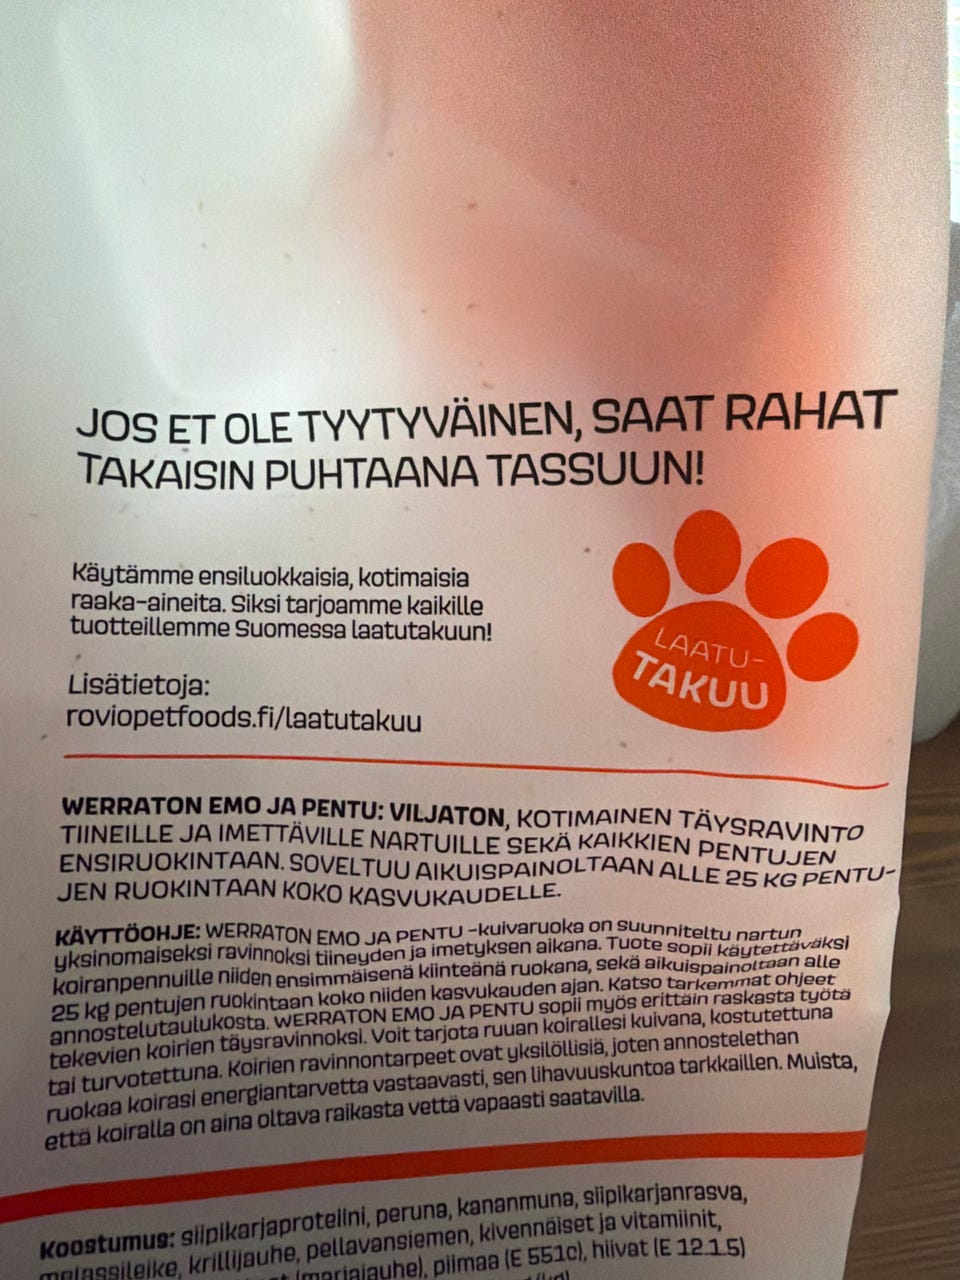 JOS ET OLE TYYTYVÄINEN, SAAT RAHAT
TAKAISIN PUHTAANA TASSUUN!
Käytämme ensiluokkaisia, kotimaisia
raaka-aineita. Siksi tarjoamme kaikille
tuotteillemme Suomessa laatutakuun!
LAATU-
TAKUU
Lisätietoja:
roviopetfoods.fi/laatutakuu
WERRATON EMO JA PENTU: VILJATON, KOTIMAINEN TÄYSRAVINTO
TIINEILLE JA IMETTÄVILLE NARTUILLE SEKÄ KAIKKIEN PENTUJEN
ENSIRUOKINTAAN. SOVELTUU AIKUISPAINOLTAAN ALLE 25 KG PENTU-
JEN RUOKINTAAN KOKO KASVUKAUDELLE.
KÄYTTÖOHJE: WERRATON EMO JA PENTU -kuivaruoka on suunniteltu nartun
yksinomaiseksi ravinnoksi tiineyden ja imetyksen aikana. Tuote sopii käytettäväksi
koiranpennuille niiden ensimmäisenä kiinteänä ruokana, sekä aikuispainoltaan alle
25 kg pentujen ruokintaan koko niiden kasvukauden ajan. Katso tarkemmat ohjeet
annostelutaulukosta. WERRATON EMO JA PENTU sopii myös erittäin raskasta työtä
tekevien koirien täysravinnoksi. Voit tarjota ruuan koirallesi kuivana, kostutettuna
tai turvotettuna. Koirien ravinnontarpeet ovat yksilöllisiä, joten annostelethan
ruokaa koirasi energiantarvetta vastaavasti, sen lihavuuskuntoa tarkkaillen. Muista,
että koiralla on aina oltava raikasta vettä vapaasti saatavilla.
Koostumus: siipikarjaproteiini, peruna, kananmuna, siipikarjanrasva,
melassileike, krillijauhe, pellavansiemen, kivennäiset ja vitamiinit,
(marjajauhe), piimaa (E 551c), hiivat (E 12.1.5)